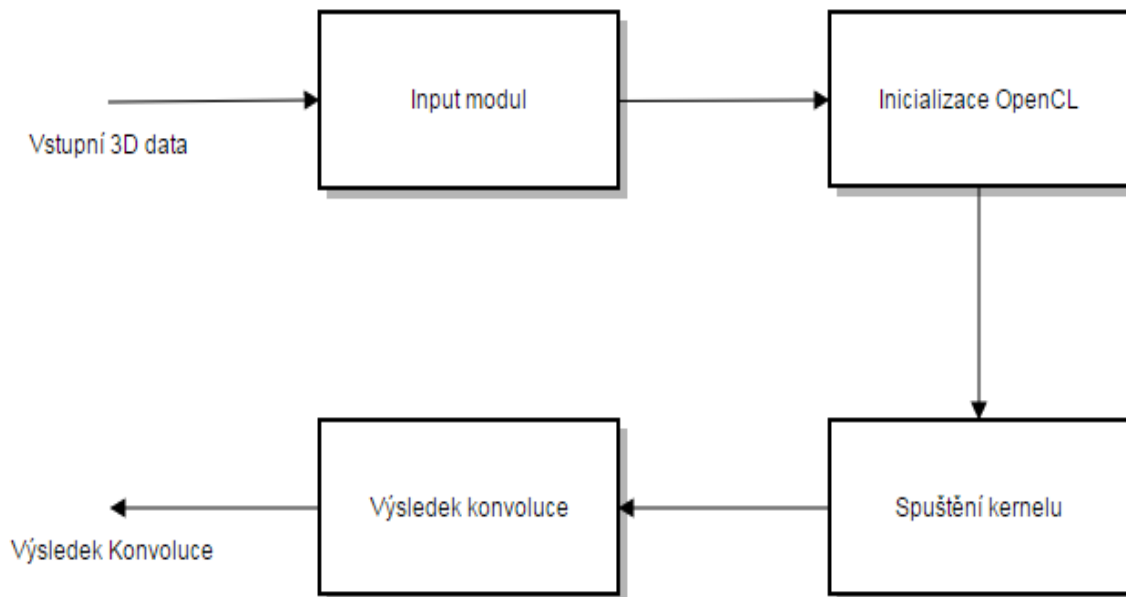 Input modul
Inicializace OpenCL
Vstupní 3D data
Výsledek konvoluce
Spuštění kernelu
Výsledek Konvoluce